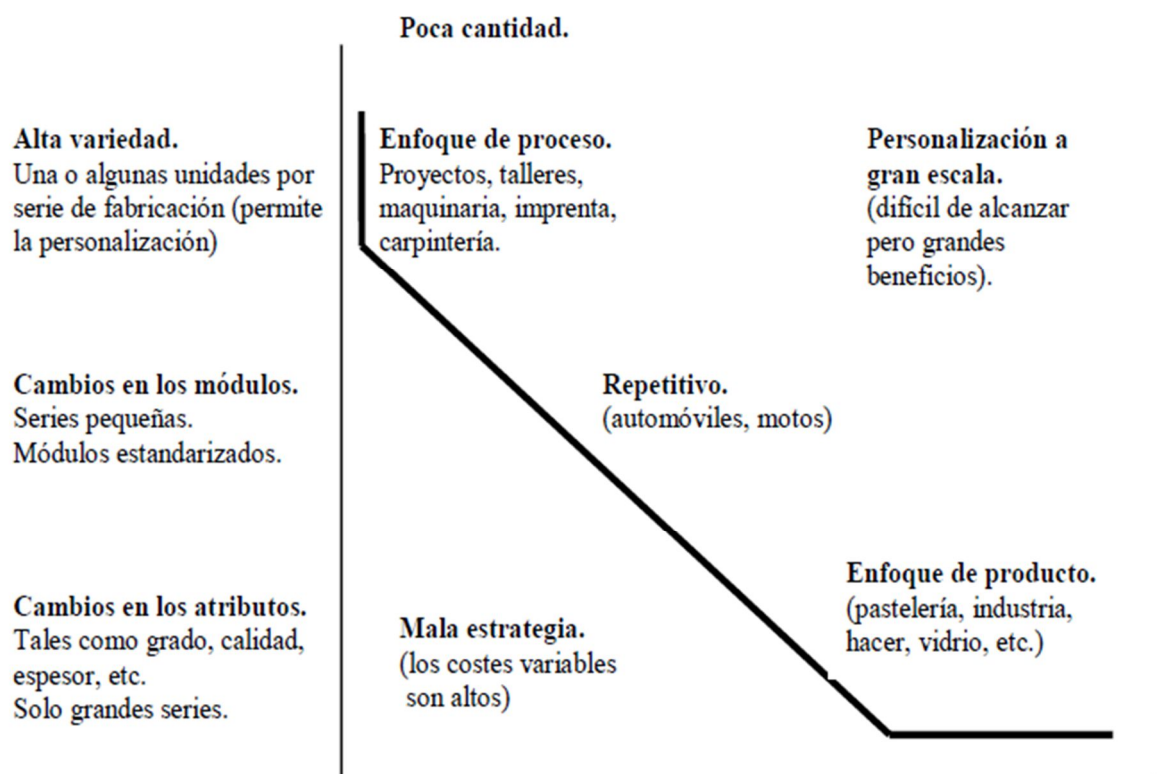 Poca cantidad.
Alta variedad.
Una o algunas unidades por
serie de fabricación (permite
la personalización)
Enfoque de proceso.
Proyectos, talleres,
maquinaria, imprenta,
carpintería.
Personalización a
gran escala.
(difícil de alcanzar
pero grandes
beneficios).
Cambios en los módulos.
Series pequeñas.
Módulos estandarizados.
Repetitivo.
(automóviles, motos)
Cambios en los atributos.
Tales como grado, calidad,
espesor, etc.
Solo grandes series.
Mala estrategia.
(los costes variables
son altos)
Enfoque de producto.
(pastelería, industria,
hacer, vidrio, etc.)